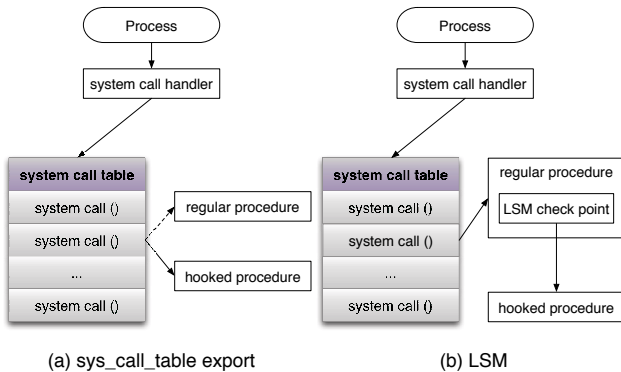 Process
system call handler
system call table
system call ()
system call ()
...
system call ()
regular procedure
hooked procedure
(a) sys_call_table export
Process
system call handler
system call table
system call ()
system call ()
...
system call ()
regular procedure
LSM check point
hooked procedure
(b) LSM